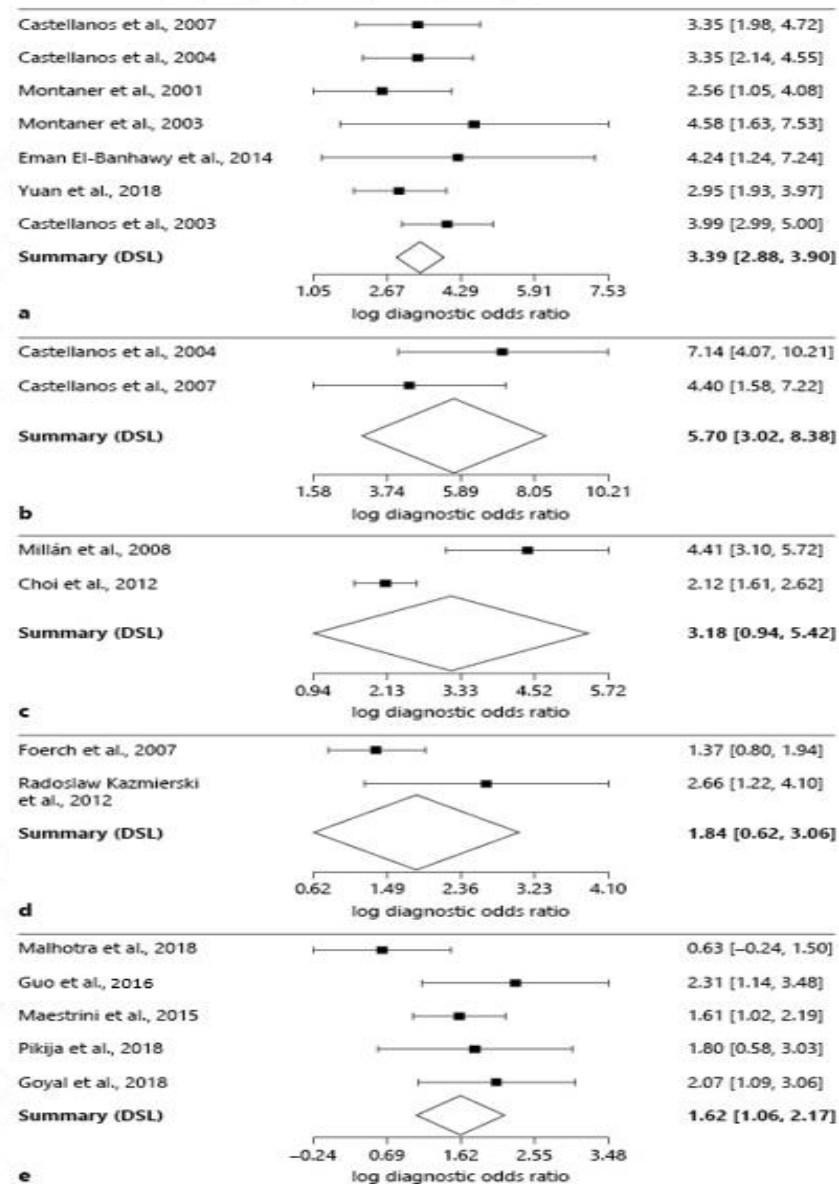 Castellanos et al., 2007 3.35 [1.98, 4.72]
Castellanos et al., 2004 3.35 [2.14, 4.55]
Montaner et al., 2001 2.56 [1.05, 4.08]
Montaner et al., 2003 4.58 [1.63, 7.53]
Eman El-Banhawy et al., 2014 4.24 [1.24, 7.24]
Yuan et al., 2018 2.95 [1.93, 3.97]
Castellanos et al., 2003 3.99 [2.99, 5.00]
Summary (DSL) 3.39 [2.88, 3.90]
1.05 2.67 4.29 5.91 7.53
a log diagnostic odds ratio
Castellanos et al., 2004 7.14 [4.07, 10.21]
Castellanos et al., 2007 4.40 [1.58, 7.22]
Summary (DSL) 5.70 [3.02, 8.38]
1.58 3.74 5.89 8.05 10.21
b log diagnostic odds ratio
Millán et al., 2008 4.41 [3.10, 5.72]
Choi et al., 2012 2.12 [1.61, 2.62]
Summary (DSL) 3.18 [0.94, 5.42]
0.94 2.13 3.33 4.52 5.72
c log diagnostic odds ratio
Foerch et al., 2007 1.37 [0.80, 1.94]
Radoslaw Kazmierski 2.66 [1.22, 4.10]
et al., 2012
Summary (DSL) 1.84 [0.62, 3.06]
0.62 1.49 2.36 3.23 4.10
d log diagnostic odds ratio
Malhotra et al., 2018 0.63 [–0.24, 1.50]
Guo et al., 2016 2.31 [1.14, 3.48]
Maestrini et al., 2015 1.61 [1.02, 2.19]
Pikija et al., 2018 1.80 [0.58, 3.03]
Goyal et al., 2018 2.07 [1.09, 3.06]
Summary (DSL) 1.62 [1.06, 2.17]
–0.24 0.69 1.62 2.55 3.48
e log diagnostic odds ratio